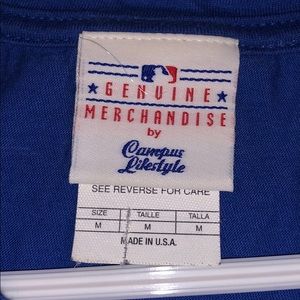 GENUINE
MERCHANDISE
by
Campus
Lifestyle
SEE REVERSE FOR CARE
SIZE TAILLE TALLA
M M M
MADE IN U.S.A.